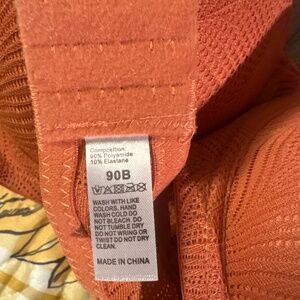 Composition:
90% Polyamide
10% Elastane
90B
WASH WITH LIKE
COLORS. HAND
WASH COLD DO
NOT BLEACH. DO
NOT TUMBLE DRY
DO NOT WRING OR
TWIST DO NOT DRY
CLEAN.
MADE IN CHINA